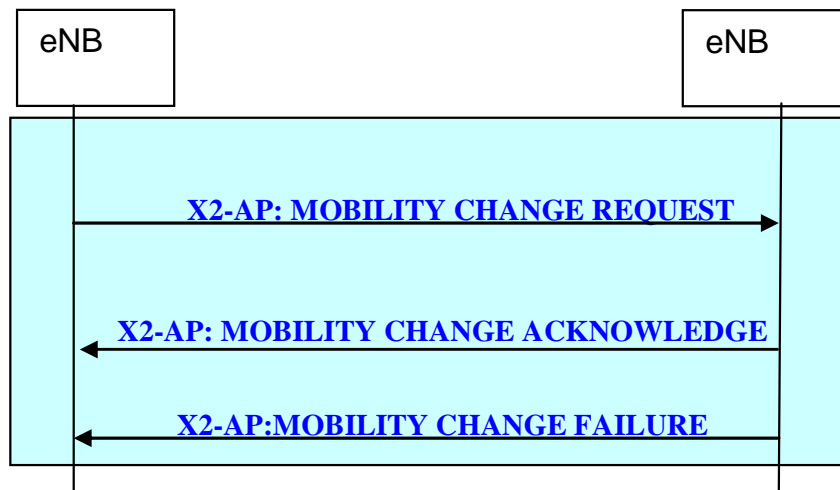 eNB
eNB
X2-AP: MOBILITY CHANGE REQUEST
X2-AP: MOBILITY CHANGE ACKNOWLEDGE
X2-AP:MOBILITY CHANGE FAILURE